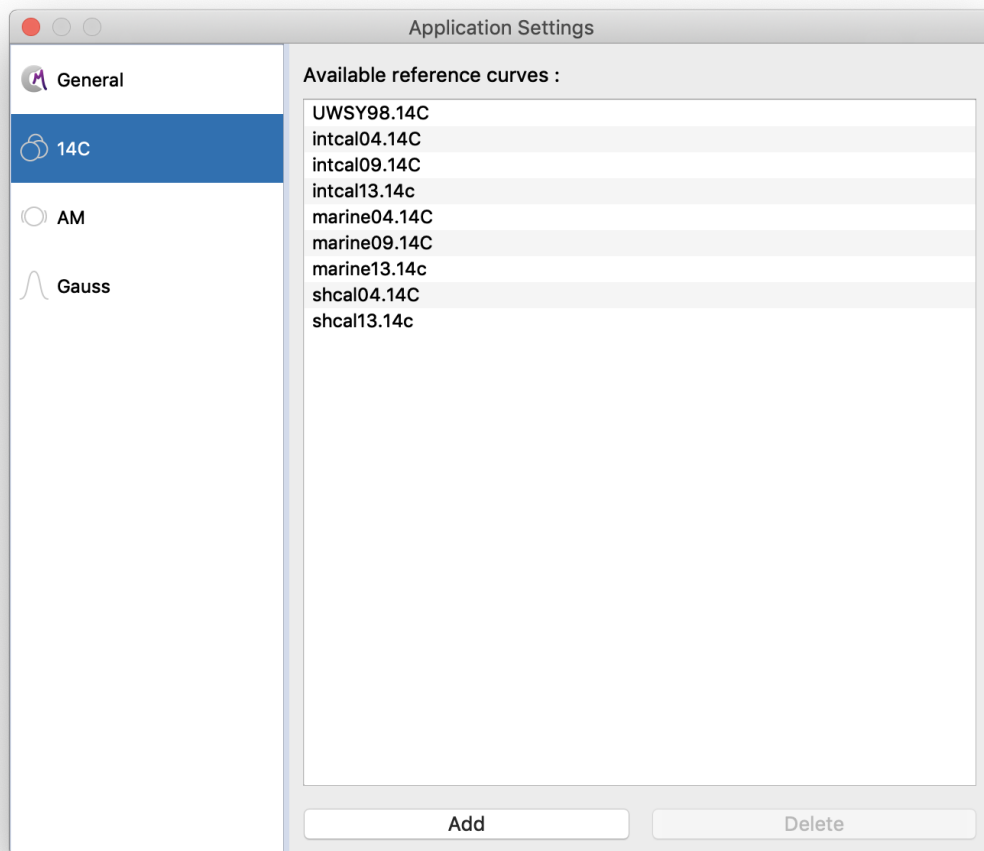 Application Settings
General
14C
AM
Gauss
Available reference curves :
UWSY98.14C
intcal04.14C
intcal09.14C
intcal13.14c
marine04.14C
marine09.14C
marine13.14c
shcal04.14C
shcal13.14c
Add
Delete